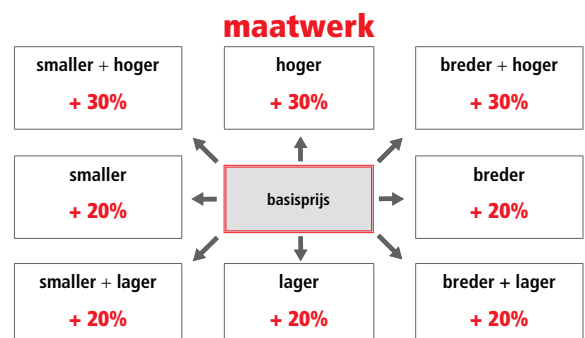 maatwerk
smaller + hoger
+ 30%
hoger
+ 30%
breder + hoger
+ 30%
smaller
+ 20%
basisprijs
breder
+ 20%
smaller + lager
+ 20%
lager
+ 20%
breder + lager
+ 20%